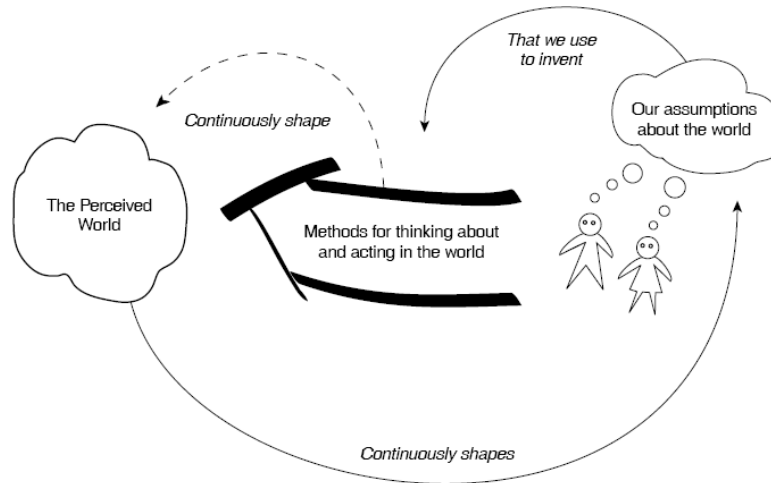 That we use
to invent
Our assumptions
about the world
Continuously shape
The Perceived
World
Methods for thinking about
and acting in the world
Continuously shapes